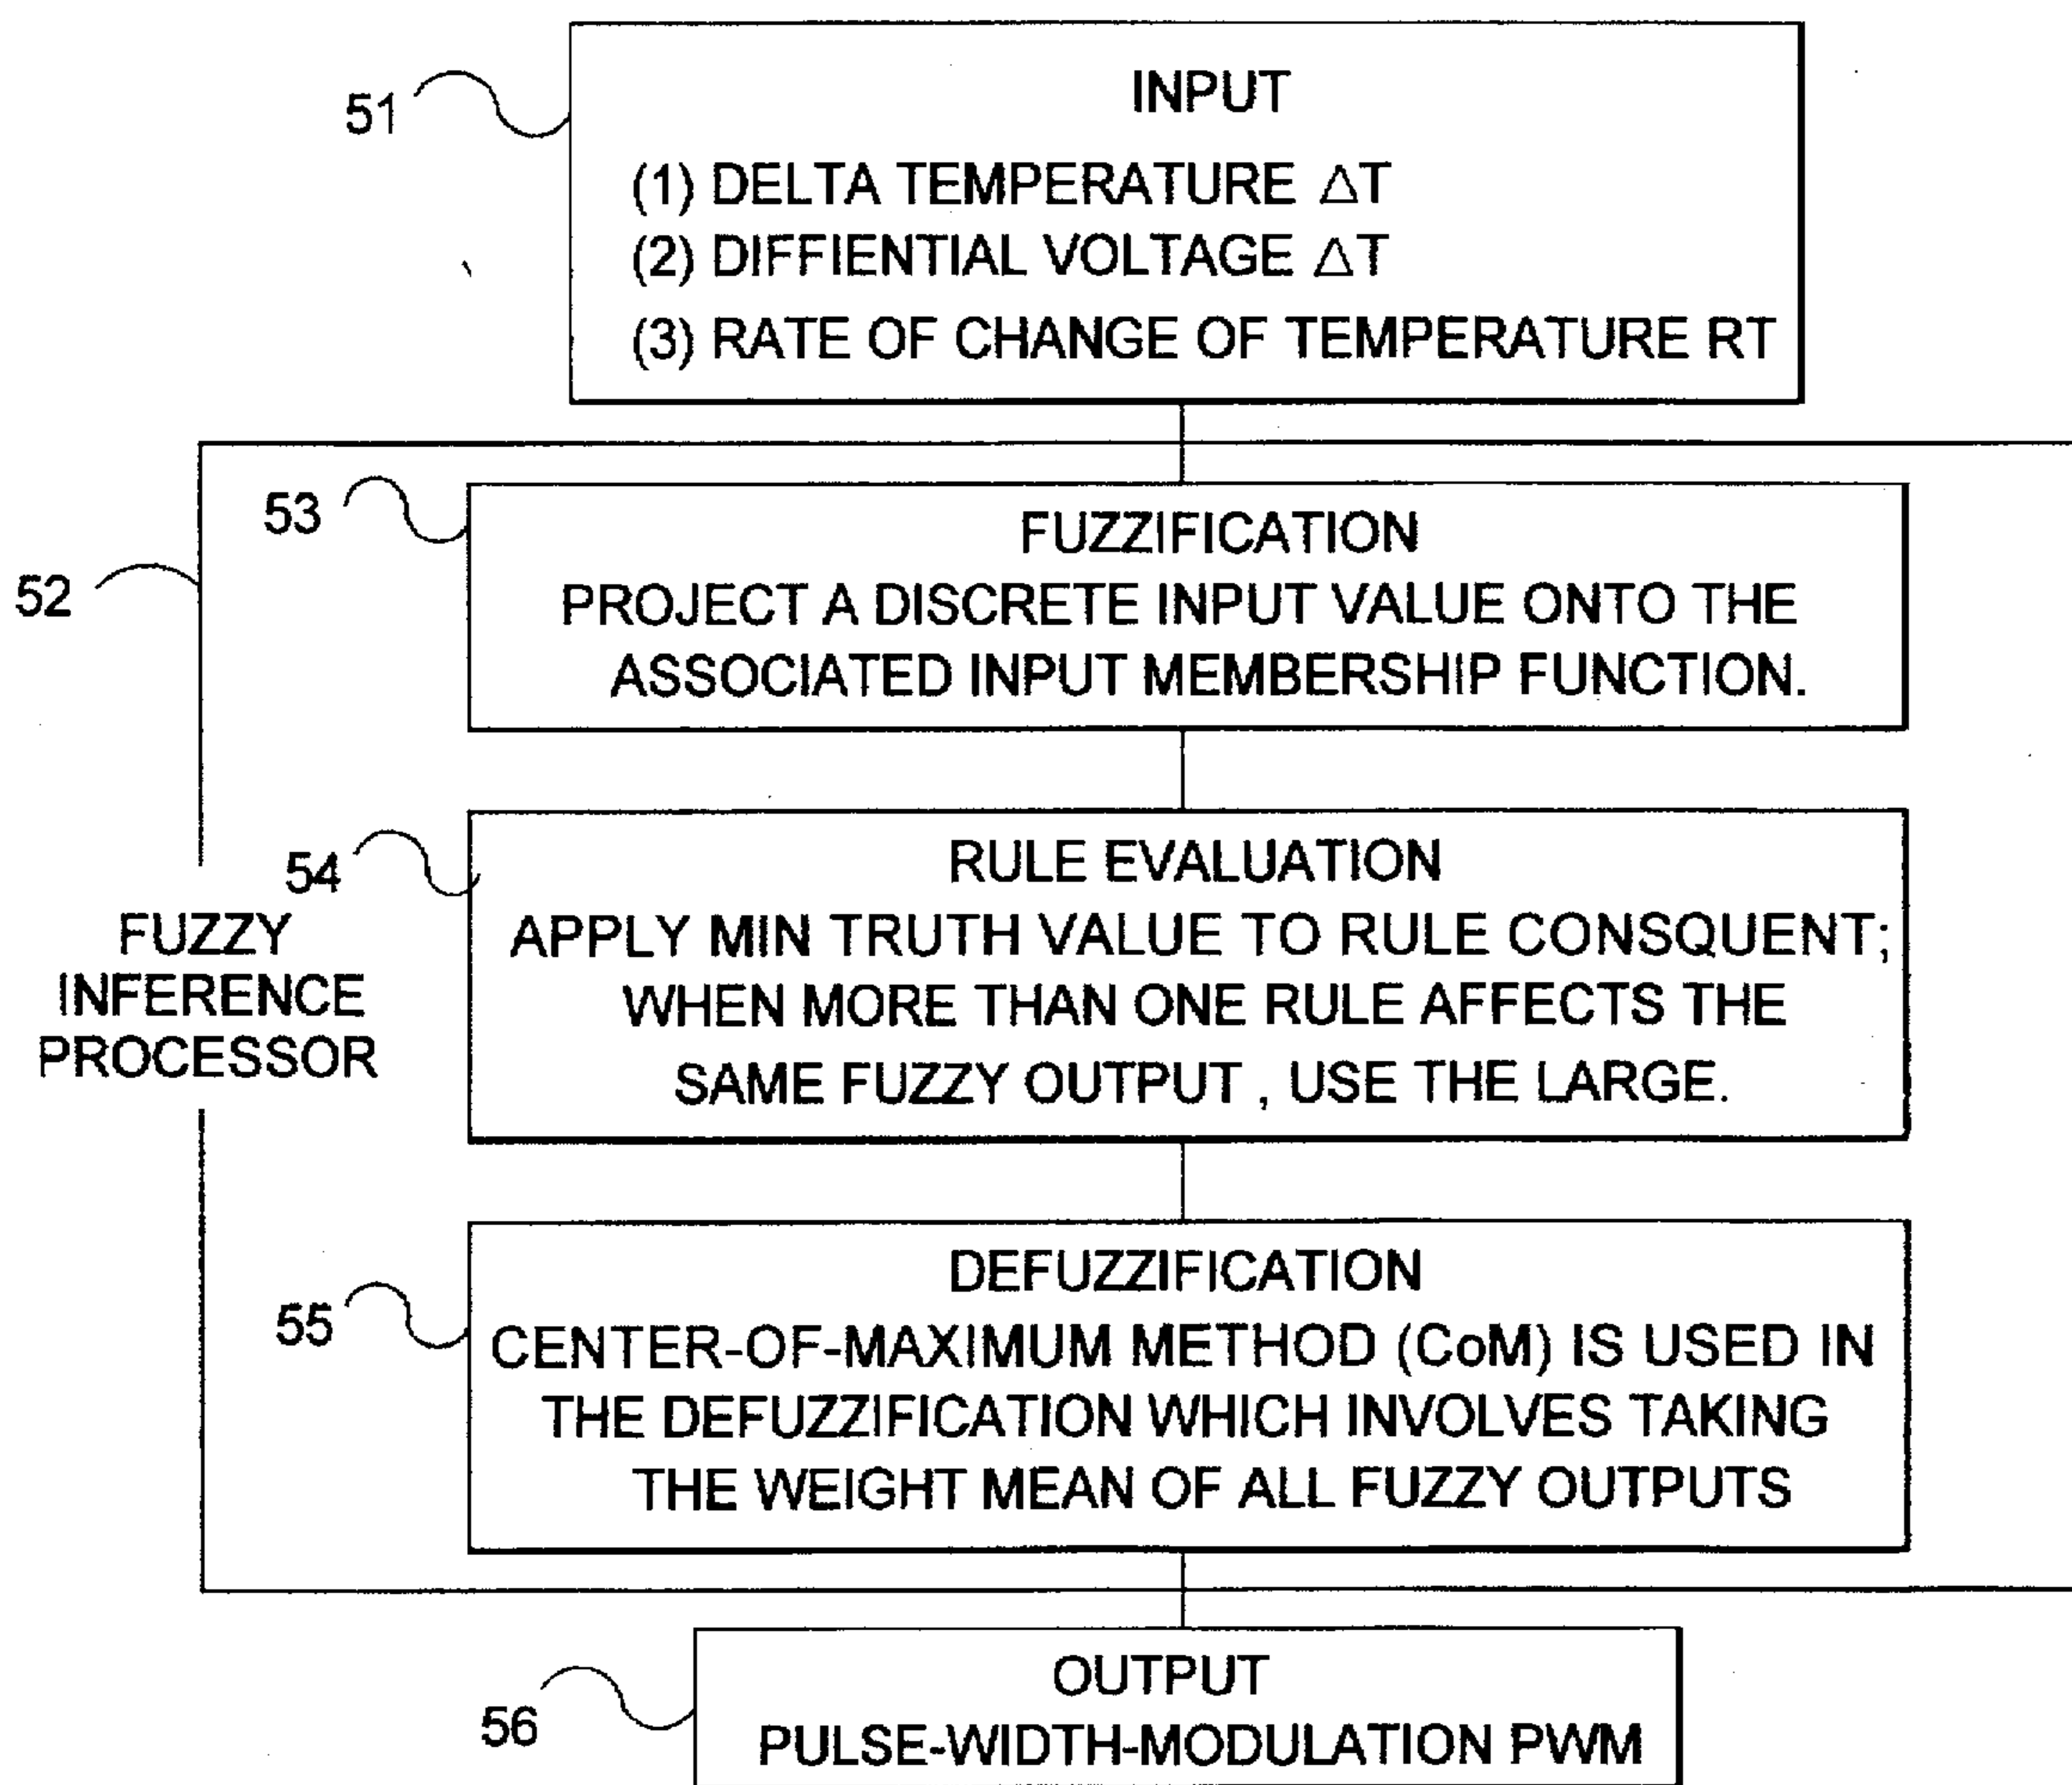 51
INPUT
(1) DELTA TEMPERATURE △T
(2) DIFFIENTIAL VOLTAGE △T
(3) RATE OF CHANGE OF TEMPERATURE RT
52
FUZZY
INFERENCE
PROCESSOR
53
FUZZIFICATION
PROJECT A DISCRETE INPUT VALUE ONTO THE
ASSOCIATED INPUT MEMBERSHIP FUNCTION.
54
RULE EVALUATION
APPLY MIN TRUTH VALUE TO RULE CONSQUENT;
WHEN MORE THAN ONE RULE AFFECTS THE
SAME FUZZY OUTPUT , USE THE LARGE.
55
DEFUZZIFICATION
CENTER-OF-MAXIMUM METHOD (CoM) IS USED IN
THE DEFUZZIFICATION WHICH INVOLVES TAKING
THE WEIGHT MEAN OF ALL FUZZY OUTPUTS
56
OUTPUT
PULSE-WIDTH-MODULATION PWM